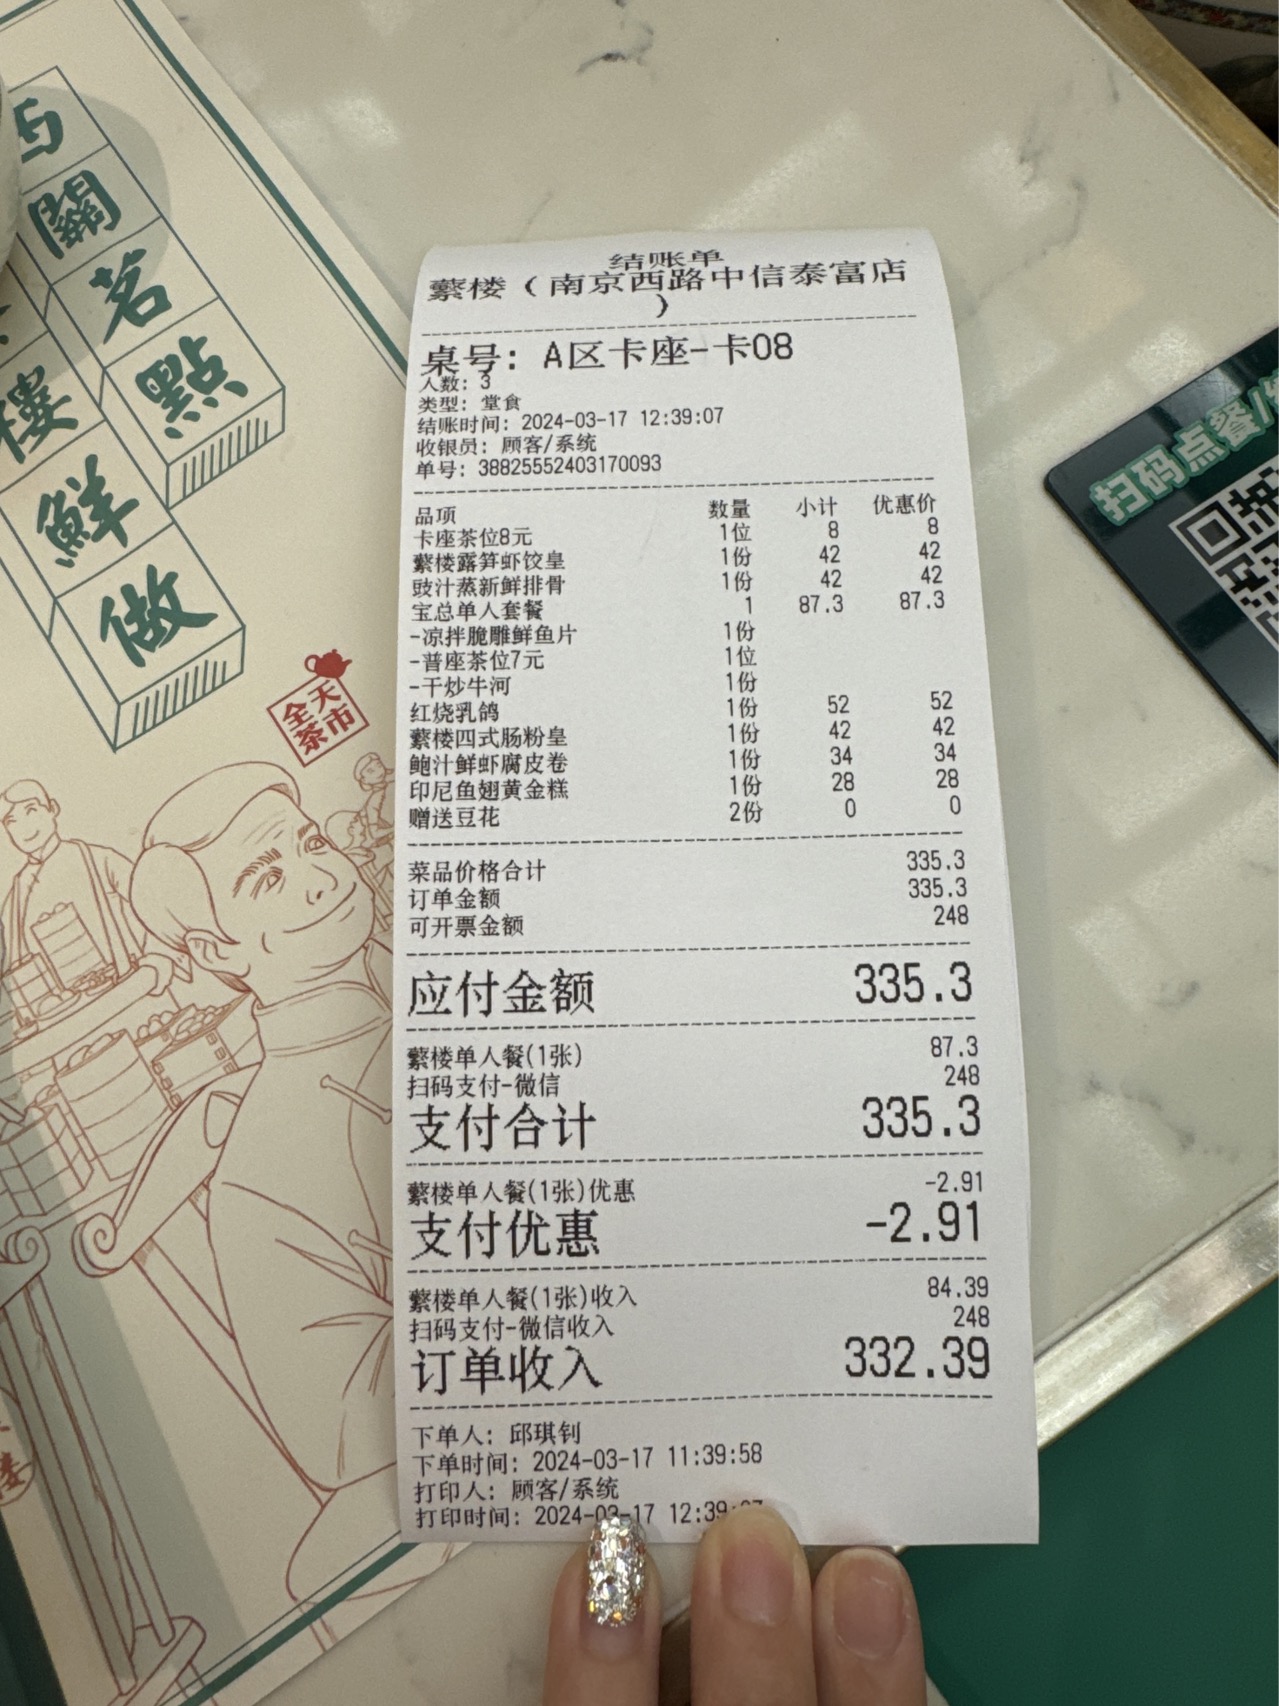 關
茗
點
樓
鮮
做
全天
茶市
扫码点餐/
结账单
蘩楼（南京西路中信泰富店
）
桌号: A区卡座-卡08
人数: 3
类型: 堂食
结账时间: 2024-03-17 12:39:07
收银员: 顾客/系统
单号: 38825552403170093
品项 数量 小计 优惠价
卡座茶位8元 1位 8 8
蘩楼露笋虾饺皇 1份 42 42
豉汁蒸新鲜排骨 1份 42 42
宝总单人套餐 1 87.3 87.3
-凉拌脆雕鲜鱼片 1份
-普座茶位7元 1位
-干炒牛河 1份
红烧乳鸽 1份 52 52
蘩楼四式肠粉皇 1份 42 42
鲍汁鲜虾腐皮卷 1份 34 34
印尼鱼翅黄金糕 1份 28 28
赠送豆花 2份 0 0
菜品价格合计 335.3
订单金额 335.3
可开票金额 248
应付金额 335.3
蘩楼单人餐(1张) 87.3
扫码支付-微信 248
支付合计 335.3
蘩楼单人餐(1张)优惠 -2.91
支付优惠 -2.91
蘩楼单人餐(1张)收入 84.39
扫码支付-微信收入 248
订单收入 332.39
下单人: 邱琪钊
下单时间: 2024-03-17 11:39:58
打印人: 顾客/系统
打印时间: 2024-03-17 12:39